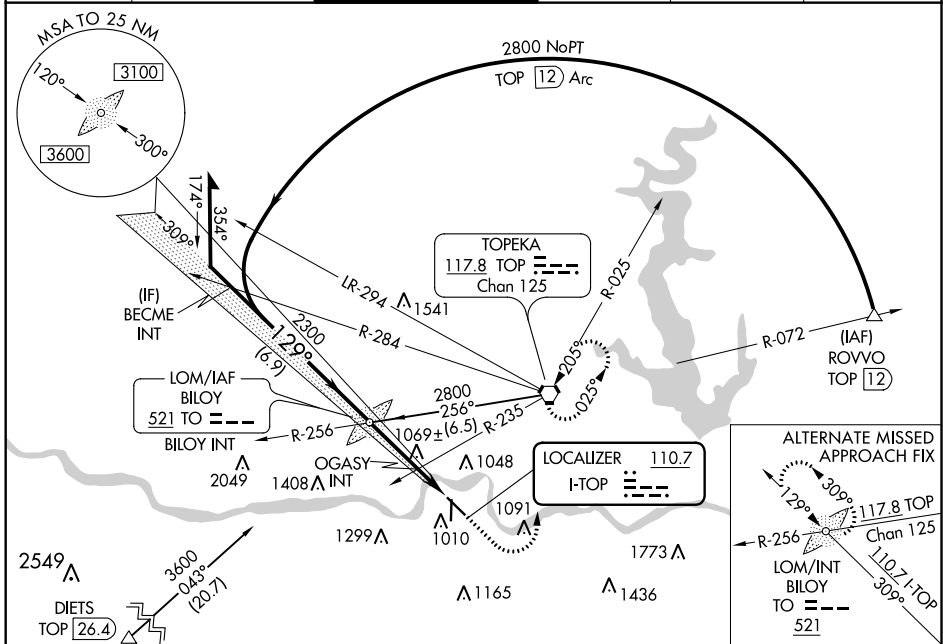 MSA TO 25 NM
120°
3100
3600
300°
2800 NoPT
TOP 12 Arc
174°
354°
309°
(IF)
BECME
INT
LR-294
1541
R-284
2300
129°
(6.9)
TOPEKA
117.8 TOP
Chan 125
R-025
205°
025°
R-072
(IAF)
ROVVO
TOP 12
LOM/IAF
BILOY
521 TO
BILOY INT
R-256
2800
256°
(6.5)
R-235
1069±
OGASY
INT
1048
2049
1408
LOCALIZER 110.7
I-TOP
1091
1299
1010
1773
2549
3600
043°
(20.7)
DIETS
TOP 26.4
1165
1436
ALTERNATE MISSED
APPROACH FIX
129°
309°
117.8 TOP
Chan 125
R-256
110.7 I-TOP
309°
LOM/INT
BILOY
TO
521